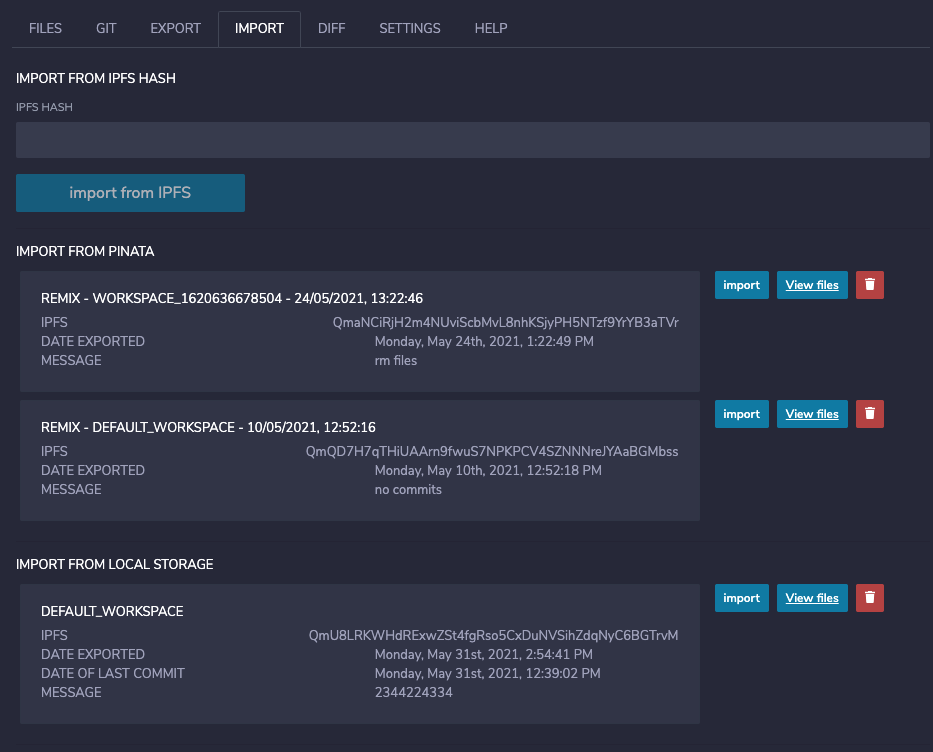 FILES GIT EXPORT IMPORT DIFF SETTINGS HELP
IMPORT FROM IPFS HASH
IPFS HASH
import from IPFS
IMPORT FROM PINATA
REMIX - WORKSPACE_1620636678504 - 24/05/2021, 13:22:46
IPFS QmaNCiRjH2m4NUviScbMvL8nhKSjyPH5NTzf9YrYB3aTVr
DATE EXPORTED Monday, May 24th, 2021, 1:22:49 PM
MESSAGE rm files
import View files
REMIX - DEFAULT_WORKSPACE - 10/05/2021, 12:52:16
IPFS QmQD7H7qTHiUAArn9fwuS7NPKPCV4SZNNNreJYAaBGMbss
DATE EXPORTED Monday, May 10th, 2021, 12:52:18 PM
MESSAGE no commits
import View files
IMPORT FROM LOCAL STORAGE
DEFAULT_WORKSPACE
IPFS QmU8LRKWHdRExwZSt4fgRso5CxDuNVSihZdqNyC6BGTrvM
DATE EXPORTED Monday, May 31st, 2021, 2:54:41 PM
DATE OF LAST COMMIT Monday, May 31st, 2021, 12:39:02 PM
MESSAGE 2344224334
import View files